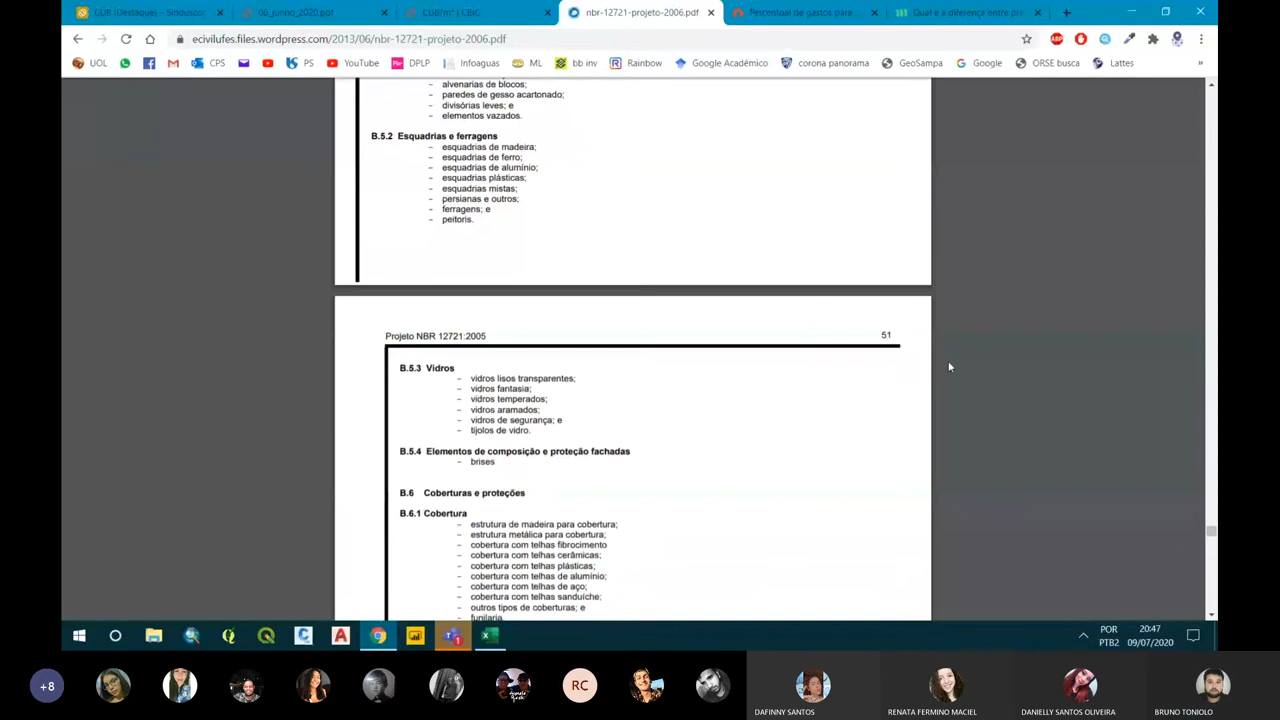 CUB (Destaque) – Sinduscon
06_junho_2020.pdf
CUB/m² | CBIC
nbr-12721-projeto-2006.pdf
Percentual de gastos para
Qual é a diferença entre pr
ecivilufes.files.wordpress.com/2013/06/nbr-12721-projeto-2006.pdf
ABP
UOL
CPS
PS
YouTube
DPLP
Infoaguas
ML
bb inv
Rainbow
Google Acadêmico
corona panorama
GeoSampa
Google
ORSE busca
Lattes
»
alvenarias de blocos;
– paredes de gesso acartonado;
– divisórias leves; e
– elementos vazados.
B.5.2 Esquadrias e ferragens
– esquadrias de madeira;
– esquadrias de ferro;
– esquadrias de alumínio;
– esquadrias plásticas;
– esquadrias mistas;
– persianas e outros;
– ferragens; e
– peitoris.
Projeto NBR 12721:2005 51
B.5.3 Vidros
– vidros lisos transparentes;
– vidros fantasia;
– vidros temperados;
– vidros aramados;
– vidros de segurança; e
– tijolos de vidro.
B.5.4 Elementos de composição e proteção fachadas
– brises
B.6 Coberturas e proteções
B.6.1 Cobertura
– estrutura de madeira para cobertura;
– estrutura metálica para cobertura;
– cobertura com telhas fibrocimento
– cobertura com telhas cerâmicas;
– cobertura com telhas plásticas;
– cobertura com telhas de alumínio;
– cobertura com telhas de aço;
– cobertura com telhas sanduíche;
– outros tipos de coberturas; e
– funilaria.
POR
PTB2
20:47
09/07/2020
+8
RC
DAFINNY SANTOS
RENATA FERMINO MACIEL
DANIELLY SANTOS OLIVEIRA
BRUNO TONIOLO